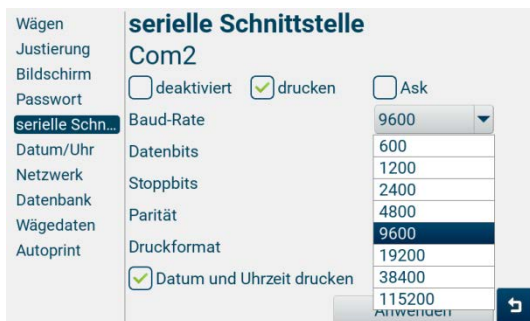 Wägen
Justierung
Bildschirm
Passwort
serielle Schn...
Datum/Uhr
Netzwerk
Datenbank
Wägedaten
Autoprint
serielle Schnittstelle
Com2
deaktiviert drucken Ask
Baud-Rate 9600
Datenbits
Stoppbits
Parität
Druckformat
Datum und Uhrzeit drucken
600
1200
2400
4800
9600
19200
38400
115200
Anwenden